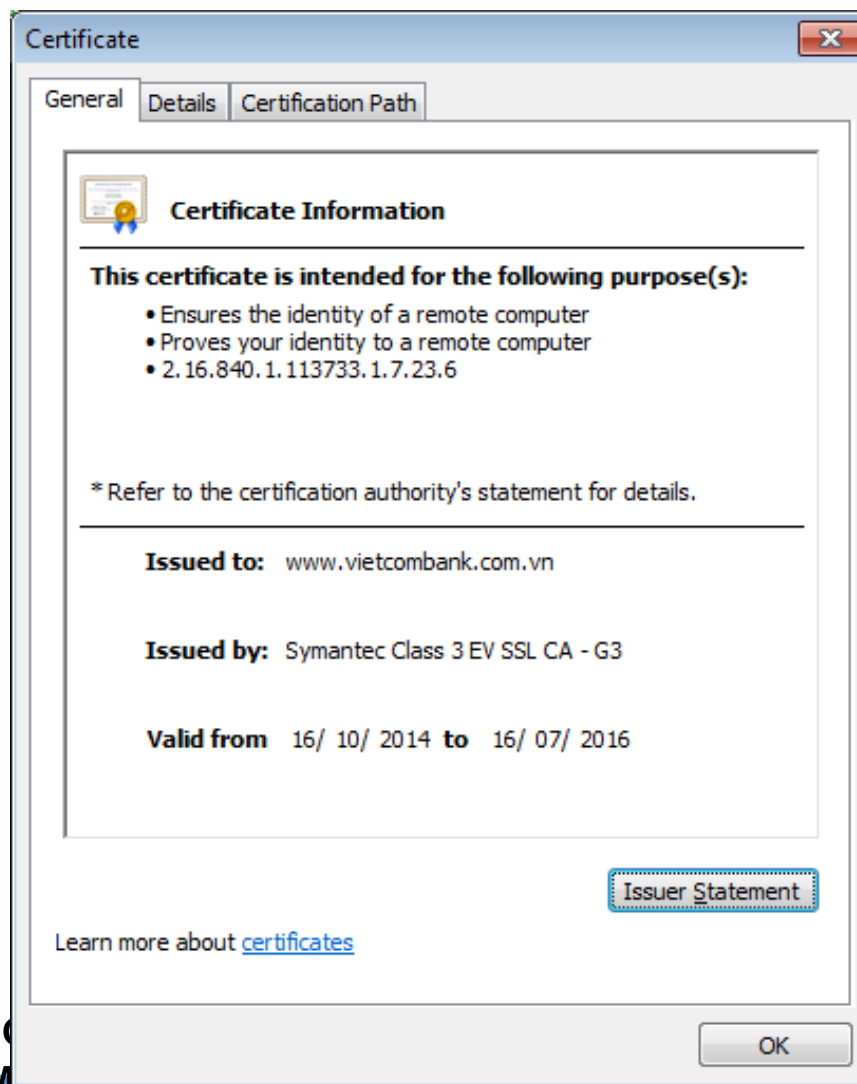 Certificate
General Details Certification Path
Certificate Information
This certificate is intended for the following purpose(s):
• Ensures the identity of a remote computer
• Proves your identity to a remote computer
• 2.16.840.1.113733.1.7.23.6
* Refer to the certification authority's statement for details.
Issued to: www.vietcombank.com.vn
Issued by: Symantec Class 3 EV SSL CA - G3
Valid from 16/ 10/ 2014 to 16/ 07/ 2016
Issuer Statement
Learn more about certificates
OK